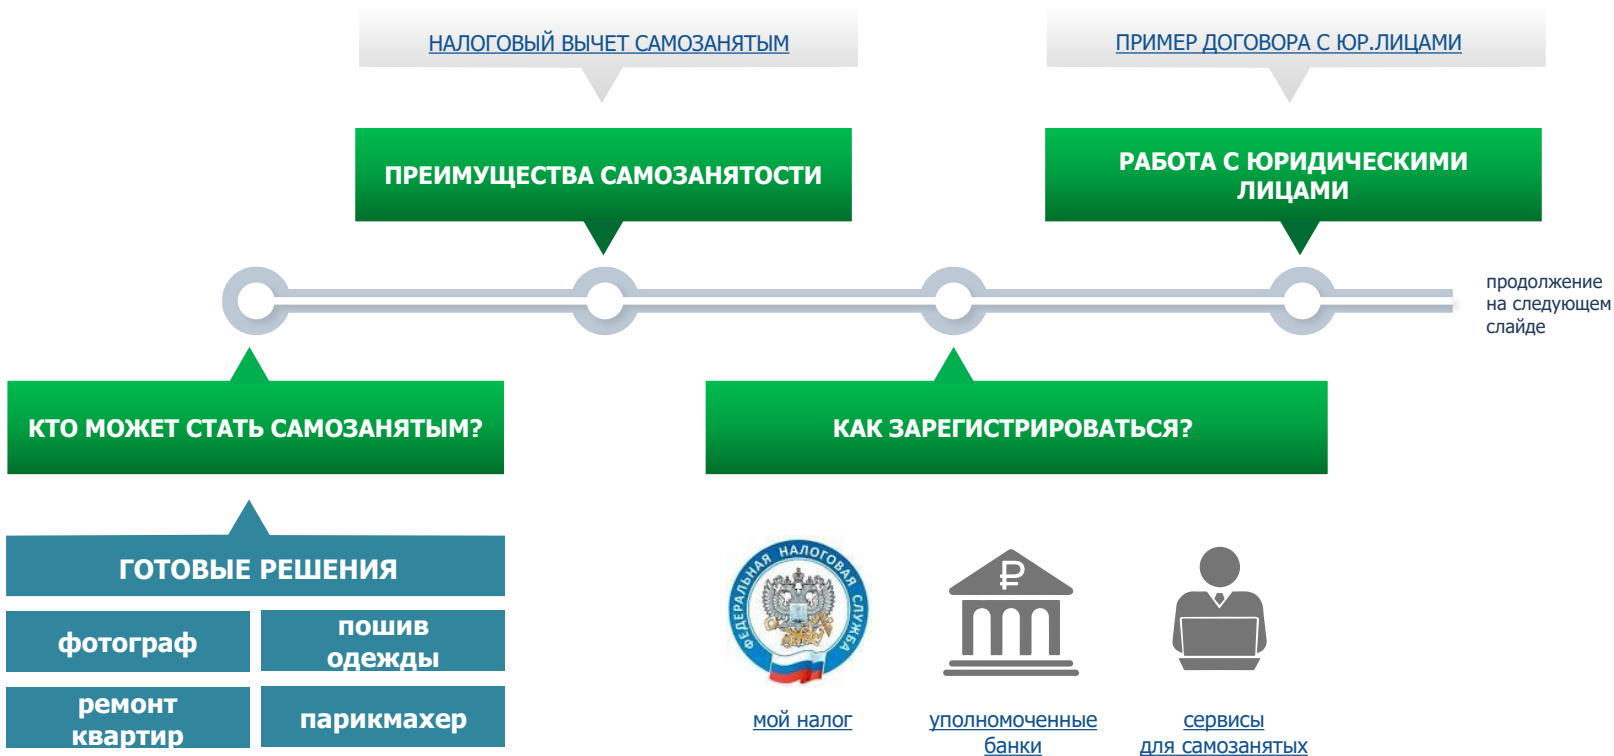 НАЛОГОВЫЙ ВЫЧЕТ САМОЗАНЯТЫМ
ПРИМЕР ДОГОВОРА С ЮР.ЛИЦАМИ
ПРЕИМУЩЕСТВА САМОЗАНЯТОСТИ
РАБОТА С ЮРИДИЧЕСКИМИ
ЛИЦАМИ
продолжение
на следующем
слайде
КТО МОЖЕТ СТАТЬ САМОЗАНЯТЫМ?
КАК ЗАРЕГИСТРИРОВАТЬСЯ?
ГОТОВЫЕ РЕШЕНИЯ
фотограф
пошив
одежды
ремонт
квартир
парикмахер
ФЕДЕРАЛЬНАЯ НАЛОГОВАЯ СЛУЖБА
₽
мой налог
уполномоченные
банки
сервисы
для самозанятых